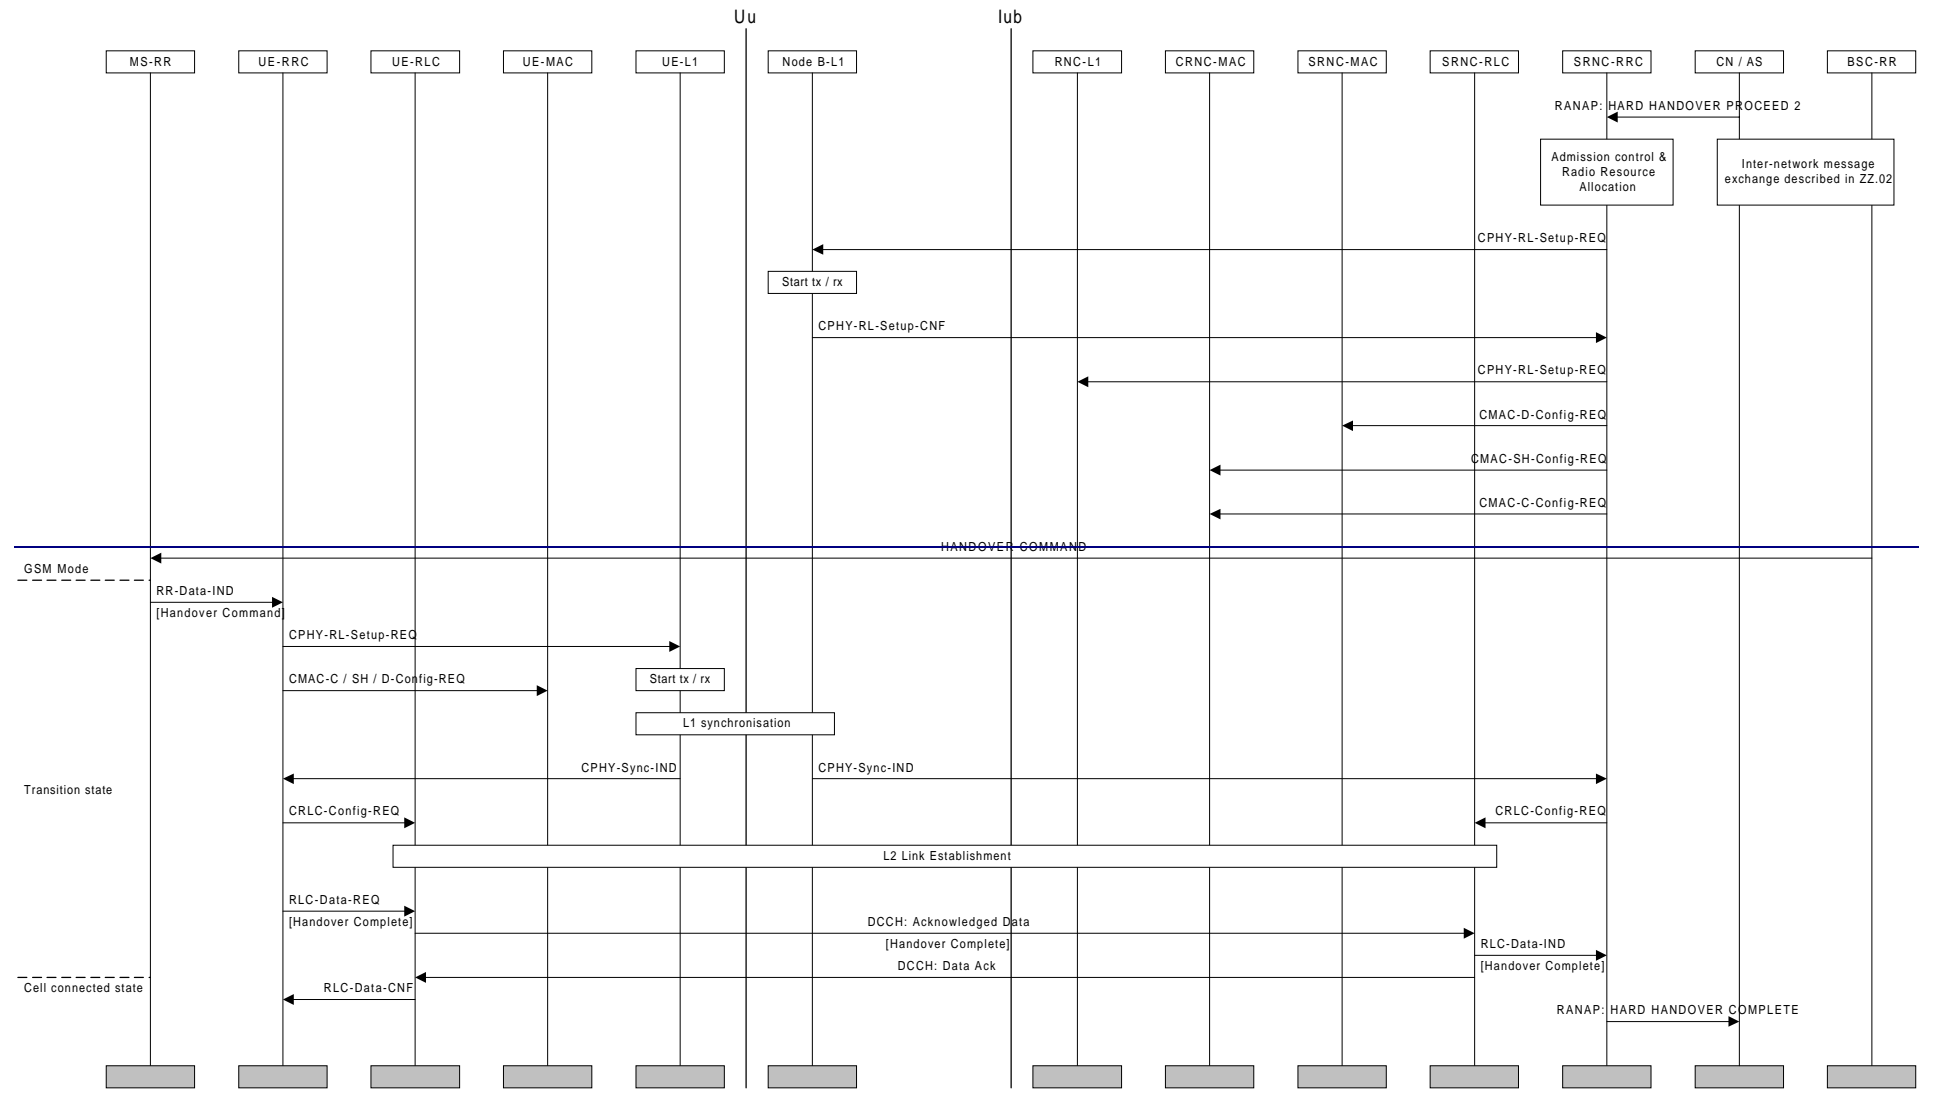 Uu
Iub
MS-RR
UE-RRC
UE-RLC
UE-MAC
UE-L1
Node B-L1
RNC-L1
CRNC-MAC
SRNC-MAC
SRNC-RLC
SRNC-RRC
CN / AS
BSC-RR
RANAP: HARD HANDOVER PROCEED 2
Admission control &
Radio Resource
Allocation
Inter-network message
exchange described in ZZ.02
CPHY-RL-Setup-REQ
Start tx / rx
CPHY-RL-Setup-CNF
CPHY-RL-Setup-REQ
CMAC-D-Config-REQ
CMAC-SH-Config-REQ
CMAC-C-Config-REQ
HANDOVER COMMAND
GSM Mode
RR-Data-IND
[Handover Command]
CPHY-RL-Setup-REQ
CMAC-C / SH / D-Config-REQ
Start tx / rx
L1 synchronisation
CPHY-Sync-IND
CPHY-Sync-IND
Transition state
CRLC-Config-REQ
CRLC-Config-REQ
L2 Link Establishment
RLC-Data-REQ
[Handover Complete]
DCCH: Acknowledged Data
[Handover Complete]
RLC-Data-IND
[Handover Complete]
DCCH: Data Ack
Cell connected state
RLC-Data-CNF
RANAP: HARD HANDOVER COMPLETE